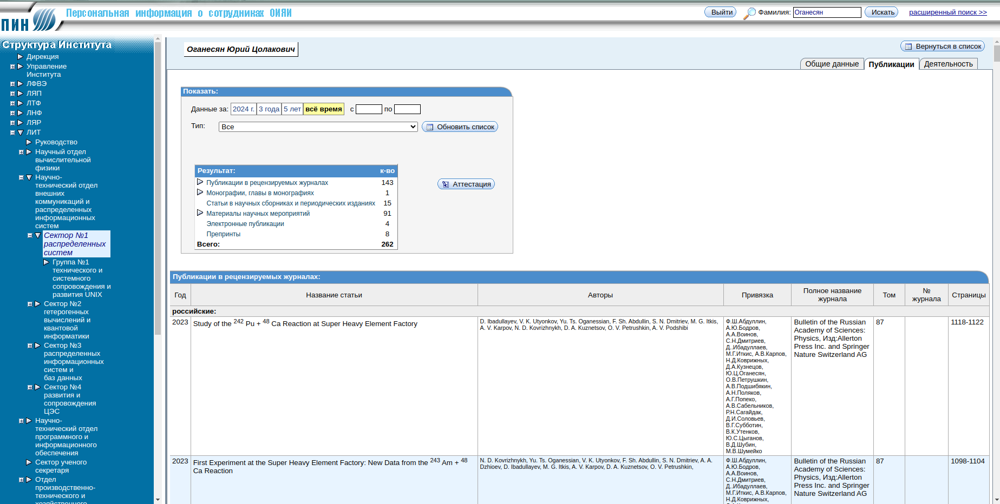 Персональная информация о сотрудниках ОИЯИ
ПИН
Выйти
Фамилия: Оганесян
Искать
расширенный поиск >>
Структура Института
Дирекция
Управление
Института
ЛФВЭ
ЛЯП
ЛТФ
ЛНФ
ЛЯР
ЛИТ
Руководство
Научный отдел
вычислительной
физики
Научно-
технический отдел
внешних
коммуникаций и
распределенных
информационных
систем
Сектор №1
распределенных
систем
Группа №1
технического и
системного
сопровождения и
развития UNIX
Сектор №2
гетерогенных
вычислений и
квантовой
информатики
Сектор №3
распределенных
информационных
систем и
баз данных
Сектор №4
развития и
сопровождения
ЦЭС
Научно-
технический отдел
программного и
информационного
обеспечения
Сектор ученого
секретаря
Отдел
производственно-
технического и
хозяйственного
Оганесян Юрий Цолакович
Вернуться в список
Общие данные
Публикации
Деятельность
Показать:
Данные за: 2024 г. 3 года 5 лет всё время с по
Тип: Все
Обновить список
Результат: к-во
Публикации в рецензируемых журналах 143
Монографии, главы в монографиях 1
Статьи в научных сборниках и периодических изданиях 15
Материалы научных мероприятий 91
Электронные публикации 4
Препринты 8
Всего: 262
Аттестация
Публикации в рецензируемых журналах:
Год
Название статьи
Авторы
Привязка
Полное название
журнала
Том
№
журнала
Страницы
российские:
2023
Study of the 242 Pu + 48 Ca Reaction at Super Heavy Element Factory
D. Ibadullayev, V. K. Utyonkov, Yu. Ts. Oganessian, F. Sh. Abdullin, S. N. Dmitriev, M. G. Itkis,
A. V. Karpov, N. D. Kovrizhnykh, D. A. Kuznetsov, O. V. Petrushkin, A. V. Podshibi
Ф.Ш.Абдуллин,
А.Ю.Бодров,
А.А.Воинов,
С.Н.Дмитриев,
Д..Ибадуллаев,
М.Г.Иткис, А.В.Карпов,
Н.Д.Коврижных,
Д.А.Кузнецов,
Ю.Ц.Оганесян,
О.В.Петрушкин,
А.В.Подшибякин,
А.Н.Поляков,
А.Г.Попеко,
А.В.Сабельников,
Р.Н.Сагайдак,
Д.И.Соловьев,
В.Г.Субботин,
В.К.Утенков,
Ю.С.Цыганов,
В.Д.Шубин,
М.В.Шумейко
Bulletin of the Russian
Academy of Sciences:
Physics, Изд:Allerton
Press Inc. and Springer
Nature Switzerland AG
87
1118-1122
2023
First Experiment at the Super Heavy Element Factory: New Data from the 243 Am + 48
Ca Reaction
N. D. Kovrizhnykh, Yu. Ts. Oganessian, V. K. Utyonkov, F. Sh. Abdullin, S. N. Dmitriev, A. A.
Dzhioev, D. Ibadullayev, M. G. Itkis, A. V. Karpov, D. A. Kuznetsov, O. V. Petrushkin,
Ф.Ш.Абдуллин,
А.Ю.Бодров,
А.А.Воинов,
С.Н.Дмитриев,
Д..Ибадуллаев,
М.Г.Иткис, А.В.Карпов,
Н.Д.Коврижных,
Bulletin of the Russian
Academy of Sciences:
Physics, Изд:Allerton
Press Inc. and Springer
Nature Switzerland AG
87
1098-1104